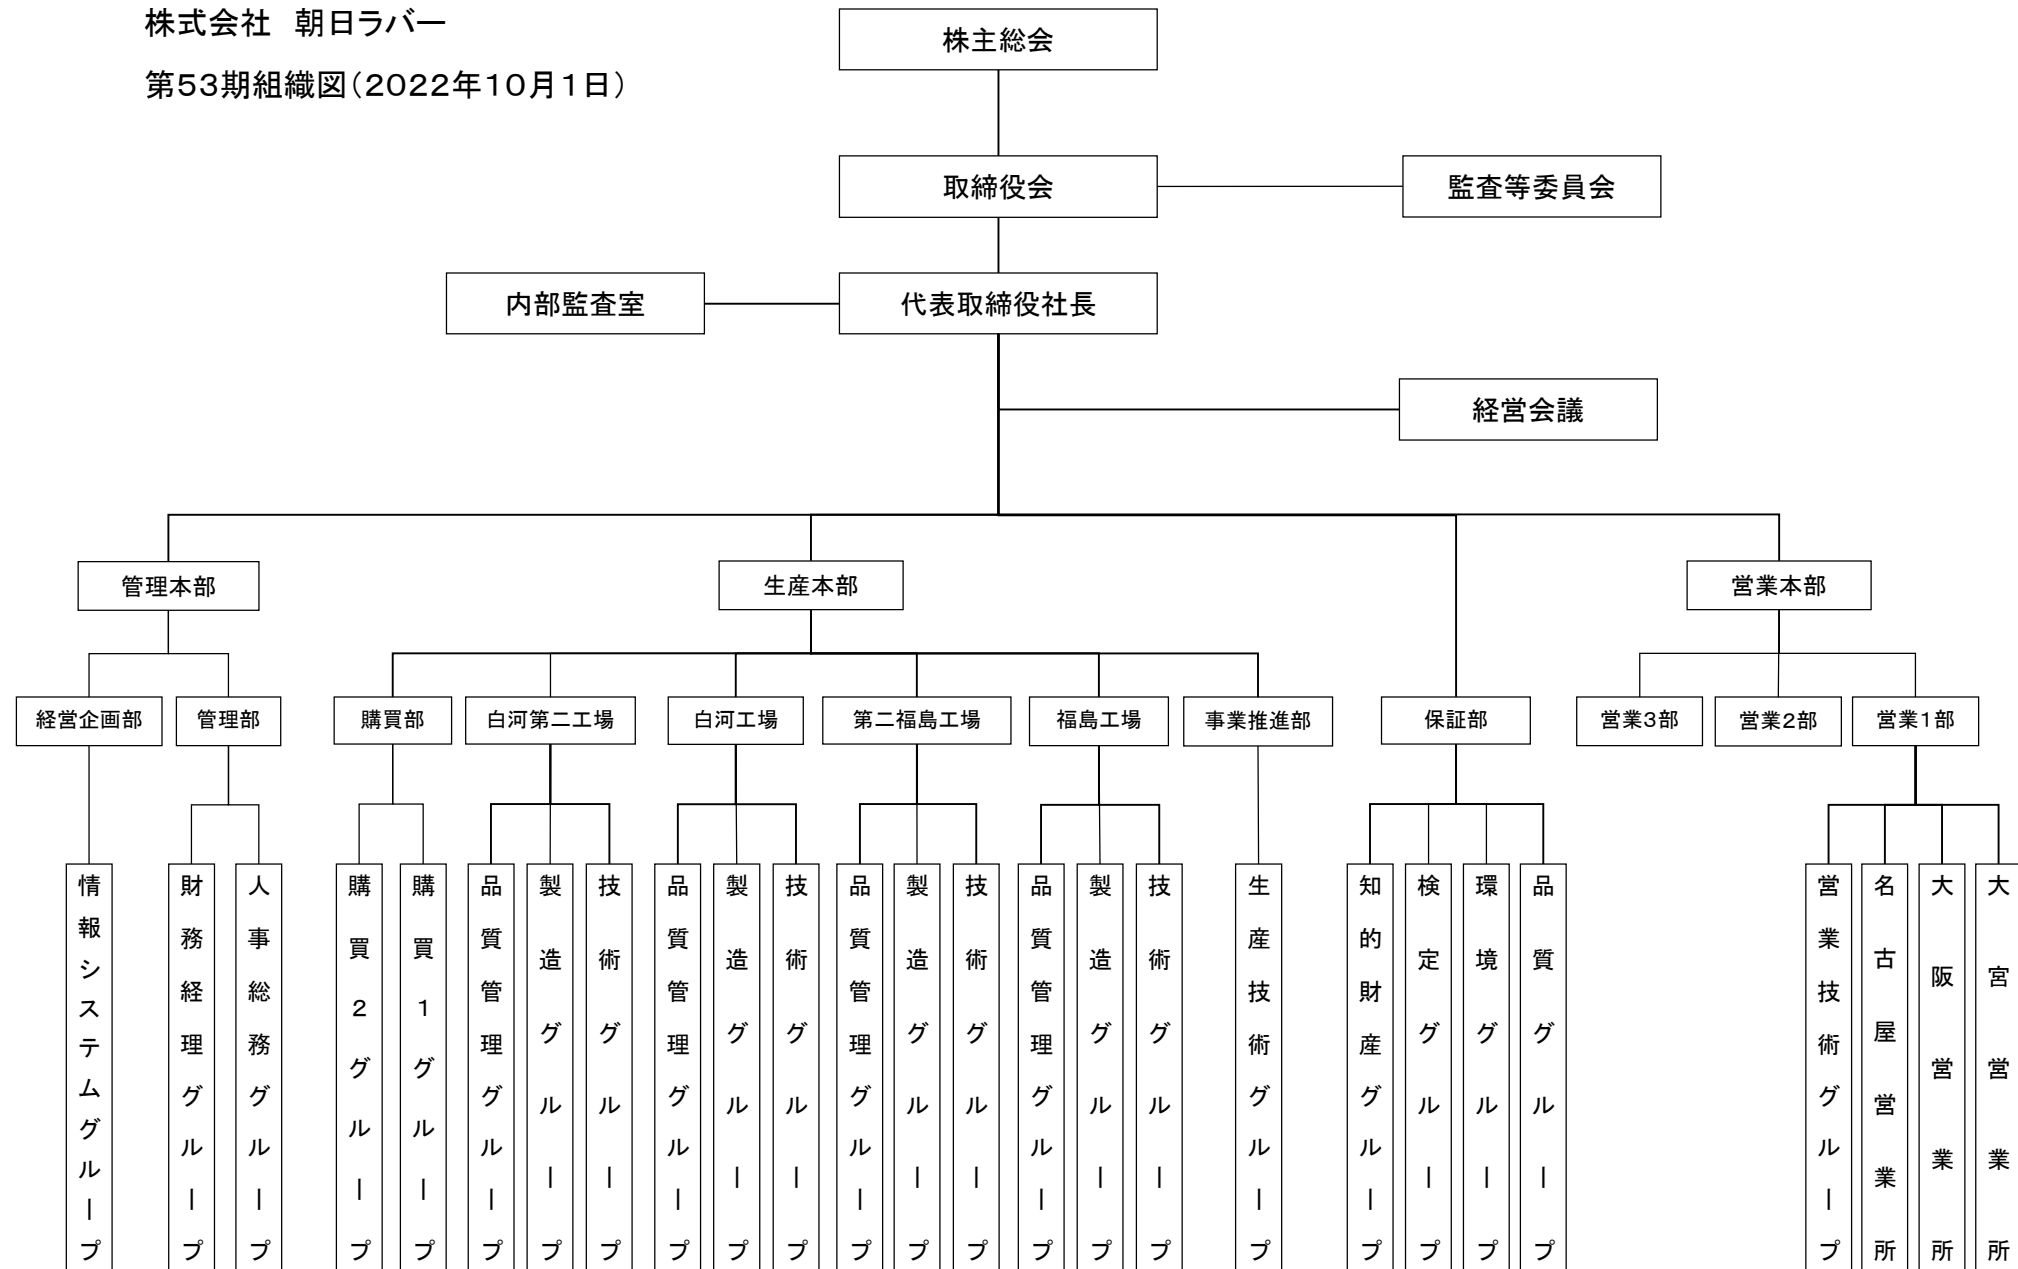 株式会社　朝日ラバー
第53期組織図（2022年10月1日）
株主総会
取締役会
監査等委員会
内部監査室
代表取締役社長
経営会議
管理本部
生産本部
営業本部
経営企画部
管理部
購買部
白河第二工場
白河工場
第二福島工場
福島工場
事業推進部
保証部
営業3部
営業2部
営業1部
情報システムグループ
財務経理グループ
人事総務グループ
購買2グループ
購買1グループ
品質管理グループ
製造グループ
技術グループ
品質管理グループ
製造グループ
技術グループ
品質管理グループ
製造グループ
技術グループ
品質管理グループ
製造グループ
技術グループ
生産技術グループ
知的財産グループ
検定グループ
環境グループ
品質グループ
営業技術グループ
名古屋営業所
大阪営業所
大宮営業所